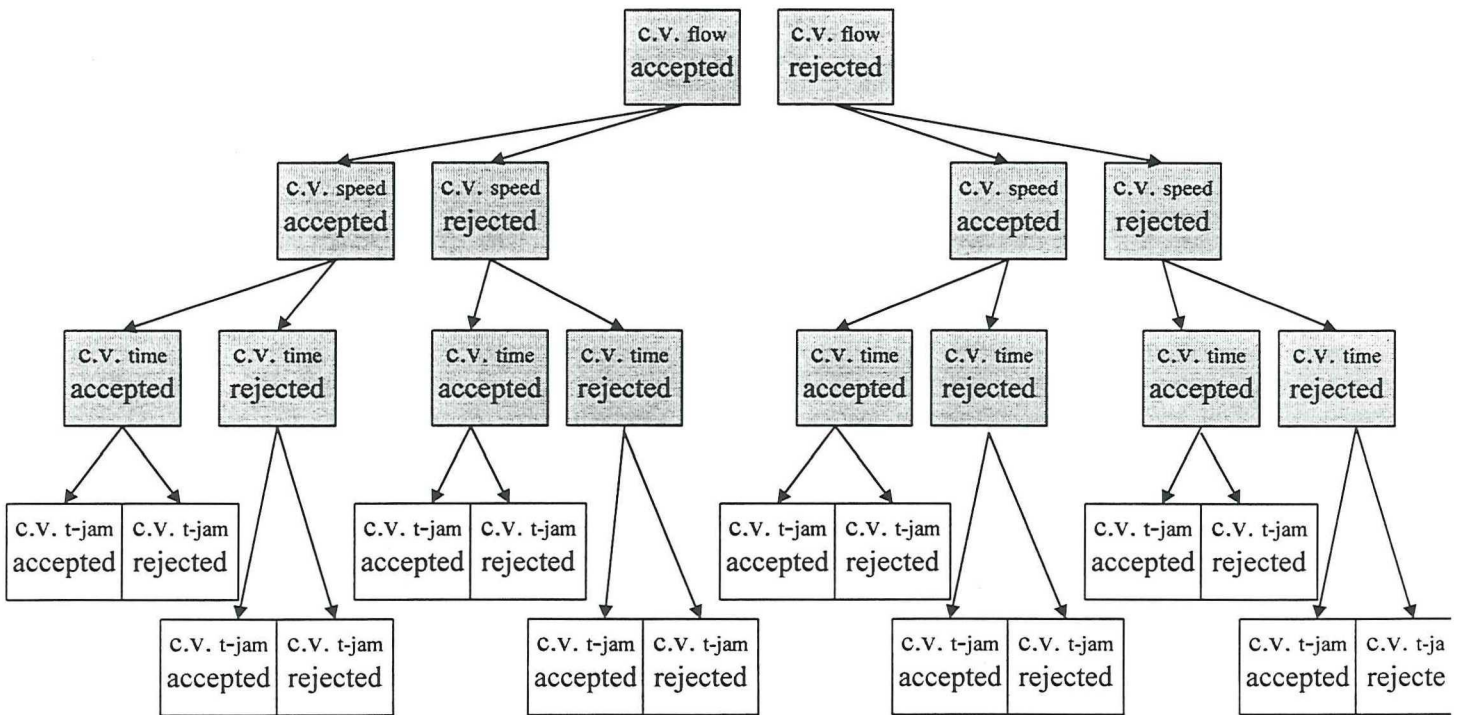 C.V. flow C.V. flow
accepted rejected
C.V. speed C.V. speed C.V. speed C.V. speed
accepted rejected accepted rejected
C.V. time C.V. time C.V. time C.V. time C.V. time C.V. time C.V. time C.V. time
accepted rejected accepted rejected accepted rejected accepted rejected
C.V. t-jam C.V. t-jam C.V. t-jam C.V. t-jam C.V. t-jam C.V. t-jam C.V. t-jam C.V. t-jam
accepted rejected accepted rejected accepted rejected accepted rejected
C.V. t-jam C.V. t-jam C.V. t-jam C.V. t-jam C.V. t-jam C.V. t-jam C.V. t-jam C.V. t-ja
accepted rejected accepted rejected accepted rejected accepted rejecte